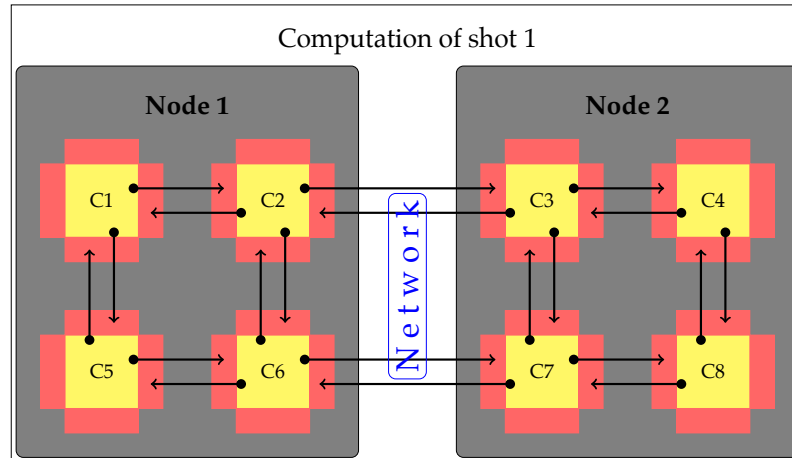 Computation of shot 1
Node 1
Node 2
C1
C2
C3
C4
Network
C5
C6
C7
C8